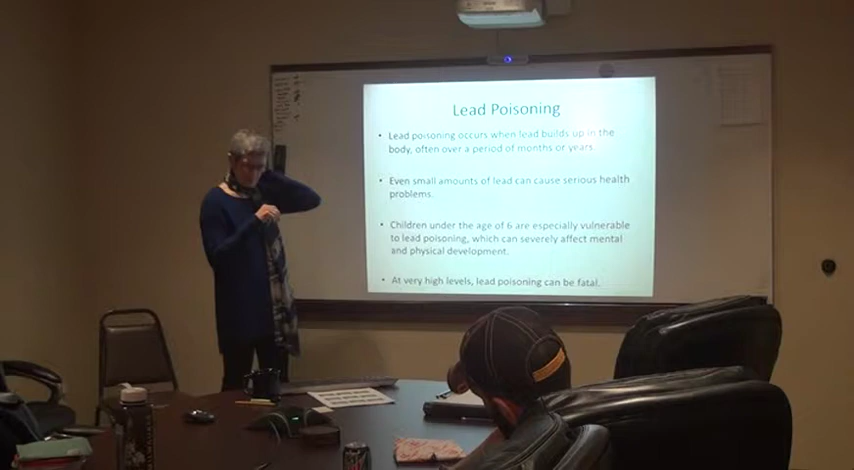 Lead Poisoning
• Lead poisoning occurs when lead builds up in the
body, often over a period of months or years.
• Even small amounts of lead can cause serious health
problems.
• Children under the age of 6 are especially vulnerable
to lead poisoning, which can severely affect mental
and physical development.
• At very high levels, lead poisoning can be fatal.